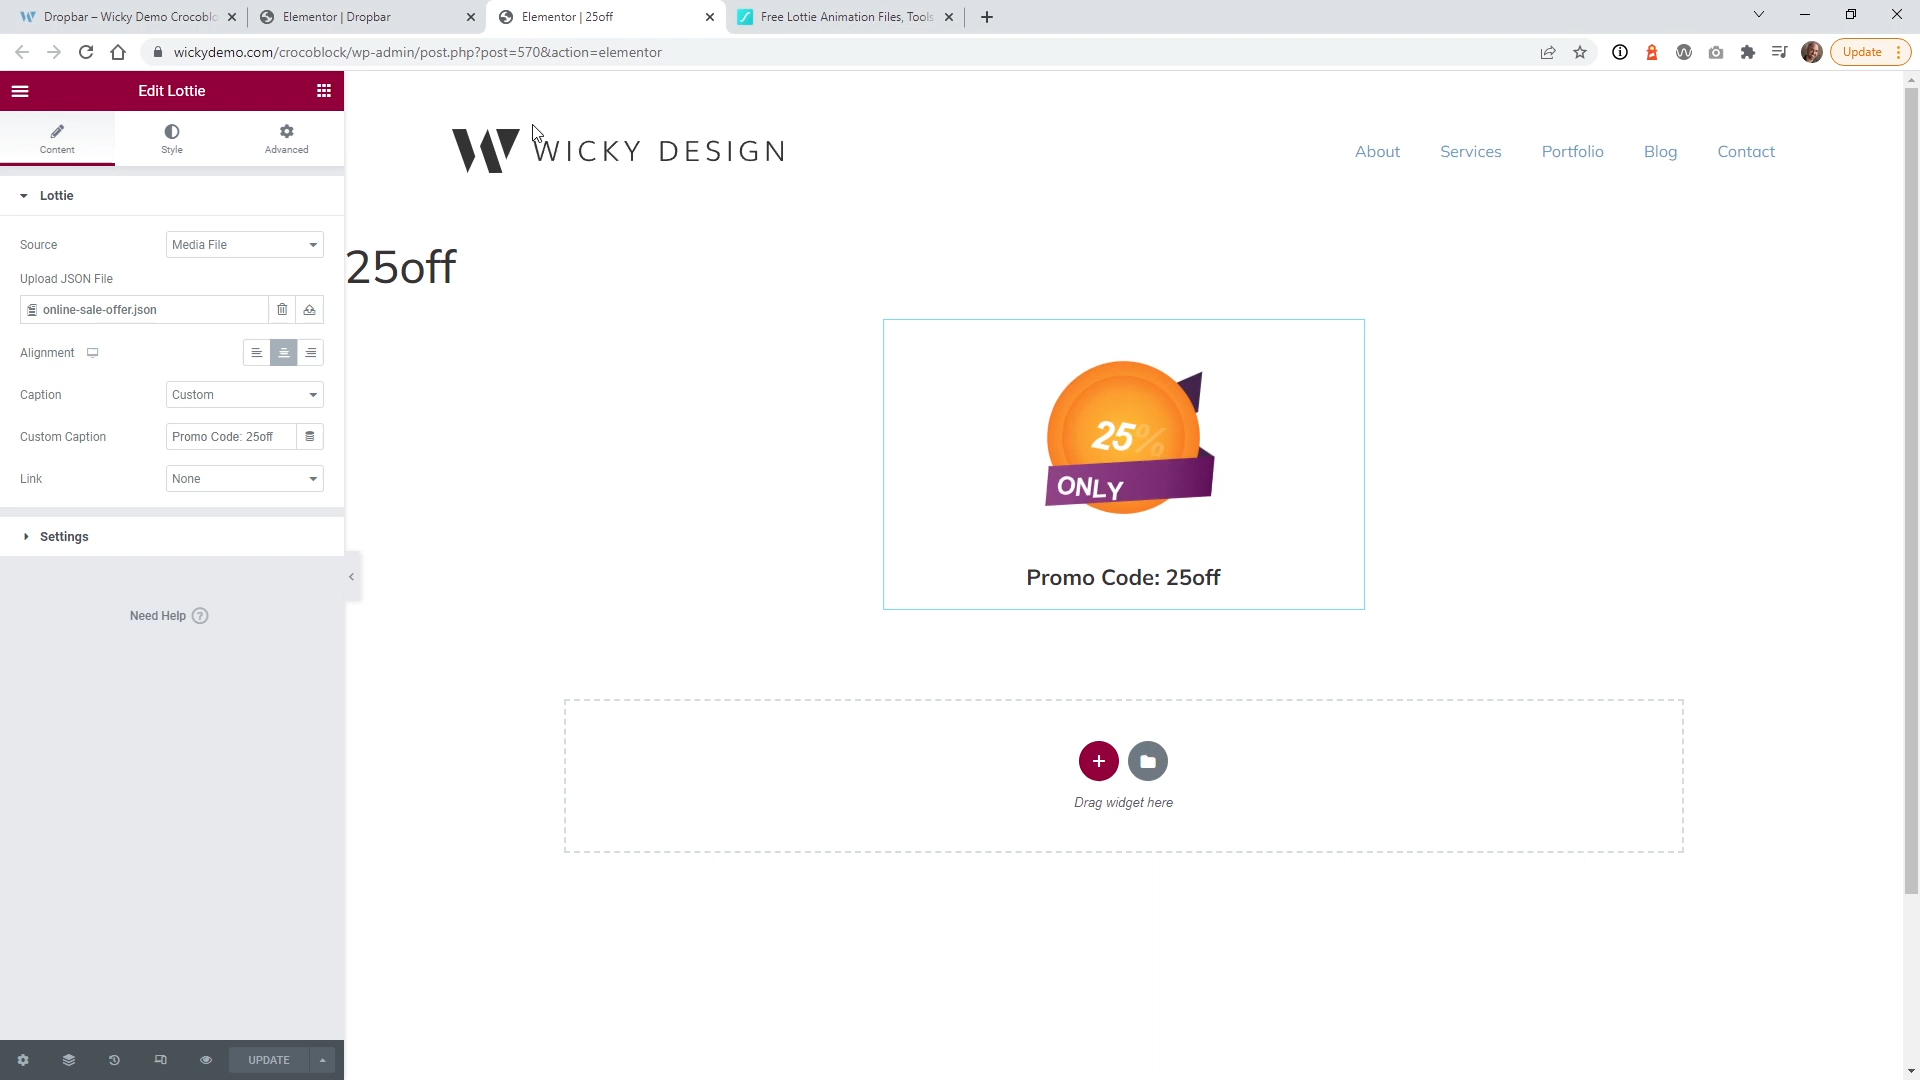 Dropbar – Wicky Demo Crocoblo
Elementor | Dropbar
Elementor | 25off
Free Lottie Animation Files, Tools
wickydemo.com/crocoblock/wp-admin/post.php?post=570&action=elementor
Update
Edit Lottie
Content
Style
Advanced
WICKY DESIGN
About
Services
Portfolio
Blog
Contact
Lottie
Source
Media File
Upload JSON File
online-sale-offer.json
Alignment
Caption
Custom
Custom Caption
Promo Code: 25off
Link
None
Settings
Need Help ?
25off
25%
ONLY
Promo Code: 25off
Drag widget here
UPDATE